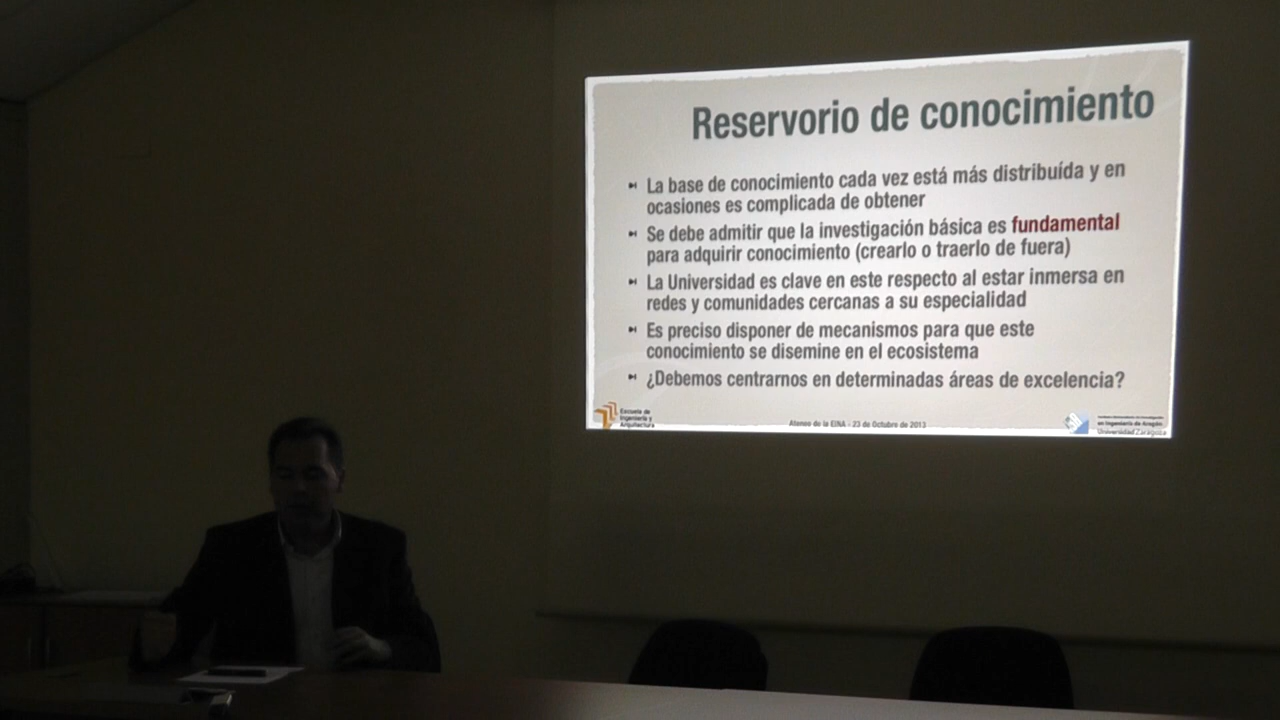 Reservorio de conocimiento
La base de conocimiento cada vez está más distribuída y en
ocasiones es complicada de obtener
Se debe admitir que la investigación básica es fundamental
para adquirir conocimiento (crearlo o traerlo de fuera)
La Universidad es clave en este respecto al estar inmersa en
redes y comunidades cercanas a su especialidad
Es preciso disponer de mecanismos para que este
conocimiento se disemine en el ecosistema
¿Debemos centrarnos en determinadas áreas de excelencia?
Escuela de
Ingeniería y
Arquitectura
Ateneo de la EINA - 23 de Octubre de 2013
en Ingeniería de Aragón
Universidad Zaragoza